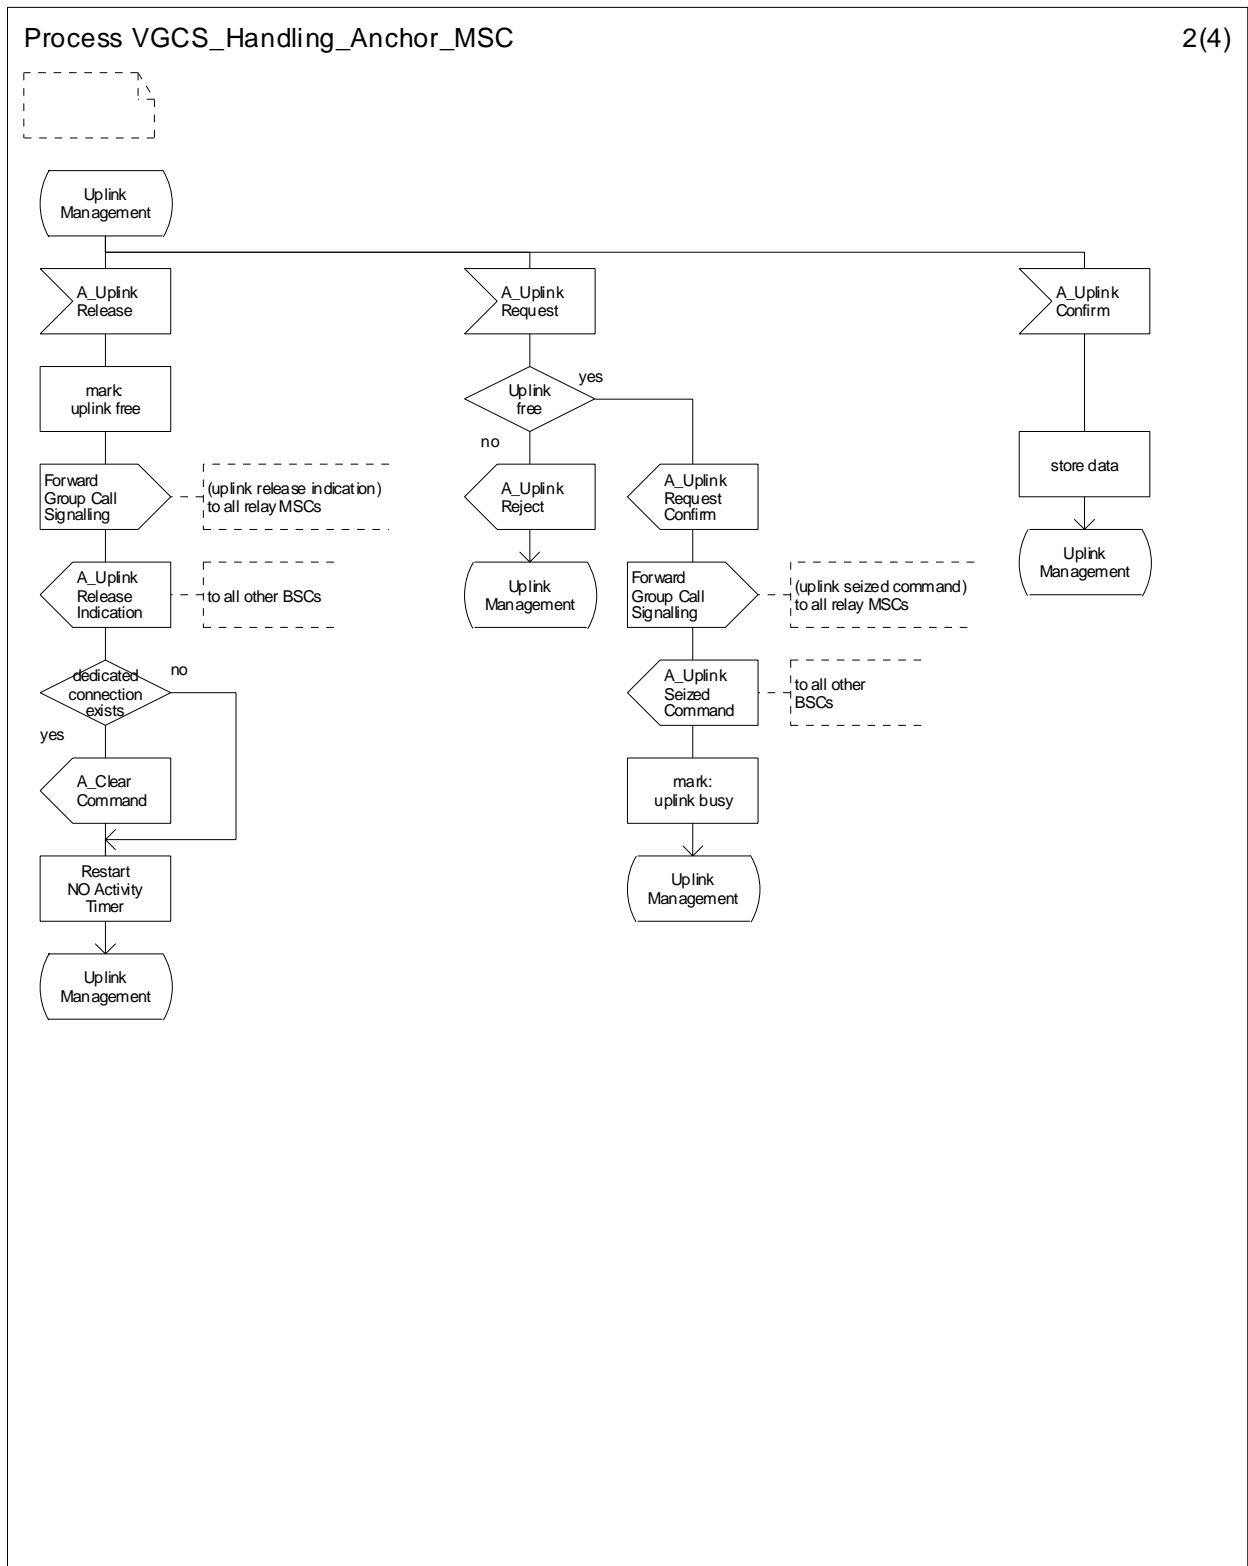 Process VGCS_Handling_Anchor_MSC
2(4)
Uplink
Management
A_Uplink
Release
mark:
uplink free
Forward
Group Call
Signalling
(uplink release indication)
to all relay MSCs
A_Uplink
Release
Indication
to all other BSCs
dedicated
connection
exists
no
yes
A_Clear
Command
Restart
NO Activity
Timer
Uplink
Management
A_Uplink
Request
Uplink
free
yes
no
A_Uplink
Reject
Uplink
Management
A_Uplink
Request
Confirm
Forward
Group Call
Signalling
(uplink seized command)
to all relay MSCs
A_Uplink
Seized
Command
to all other
BSCs
mark:
uplink busy
Uplink
Management
A_Uplink
Confirm
store data
Uplink
Management